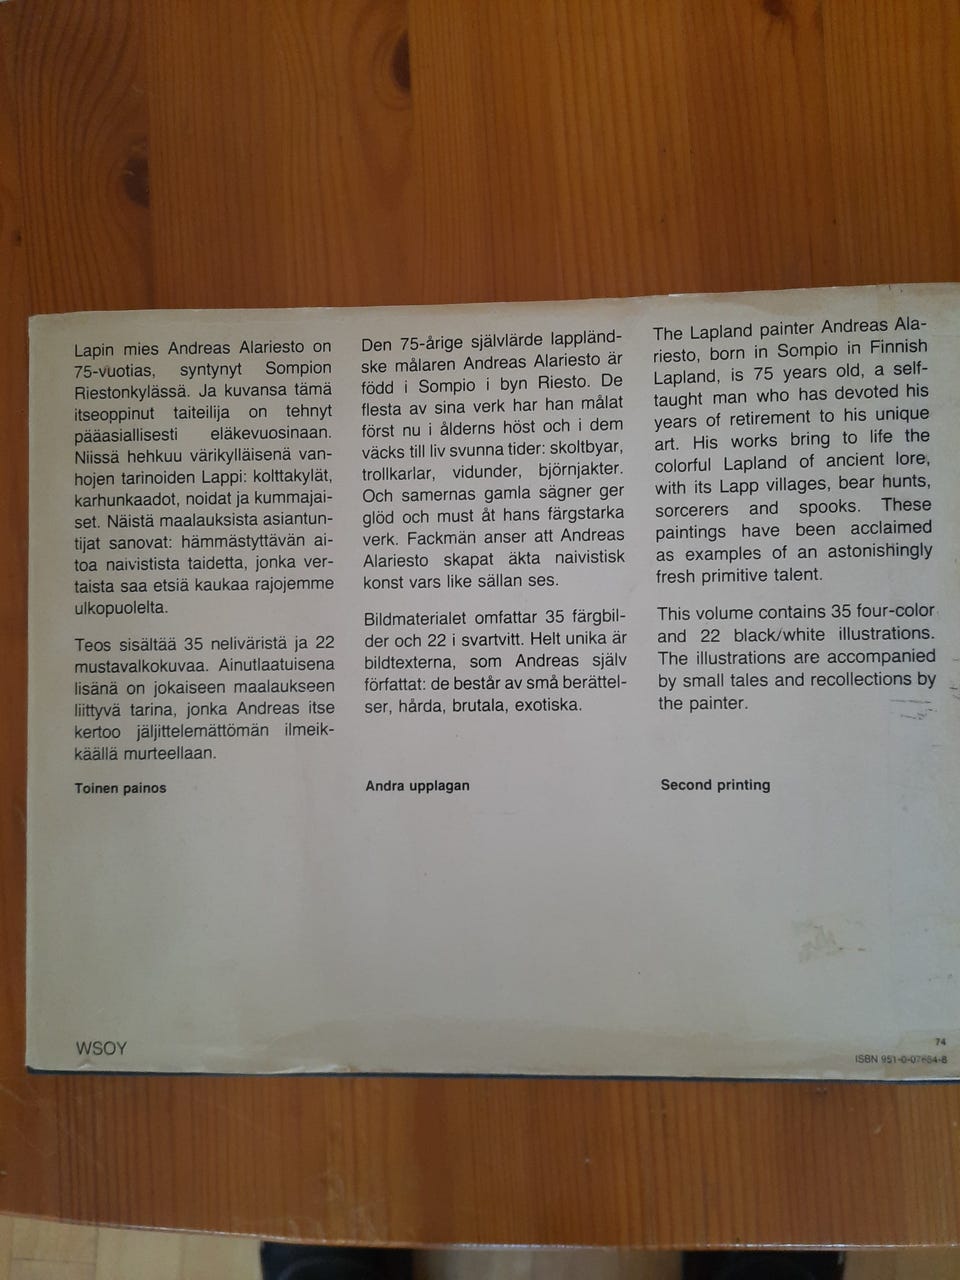 Lapin mies Andreas Alariesto on
75-vuotias, syntynyt Sompion
Riestonkylässä. Ja kuvansa tämä
itseoppinut taiteilija on tehnyt
pääasiallisesti eläkevuosinaan.
Niissä hehkuu värikylläisenä van-
hojen tarinoiden Lappi: kolttakylät,
karhunkaadot, noidat ja kummajai-
set. Näistä maalauksista asiantun-
tijat sanovat: hämmästyttävän ai-
toa naivistista taidetta, jonka ver-
taista saa etsiä kaukaa rajojemme
ulkopuolelta.
Teos sisältää 35 neliväristä ja 22
mustavalkokuvaa. Ainutlaatuisena
lisänä on jokaiseen maalaukseen
liittyvä tarina, jonka Andreas itse
kertoo jäljittelemättömän ilmeik-
käällä murteellaan.
Toinen painos
Den 75-årige självlärde lappländ-
ske målaren Andreas Alariesto är
född i Sompio i byn Riesto. De
flesta av sina verk har han målat
först nu i ålderns höst och i dem
väcks till liv svunna tider: skoltbyar,
trollkarlar, vidunder, björnjakter.
Och samernas gamla sägner ger
glöd och must åt hans färgstarka
verk. Fackmän anser att Andreas
Alariesto skapat äkta naivistisk
konst vars like sällan ses.
Bildmaterialet omfattar 35 färgbil-
der och 22 i svartvitt. Helt unika är
bildtexterna, som Andreas själv
författat: de består av små berättel-
ser, hårda, brutala, exotiska.
Andra upplagan
The Lapland painter Andreas Ala-
riesto, born in Sompio in Finnish
Lapland, is 75 years old, a self-
taught man who has devoted his
years of retirement to his unique
art. His works bring to life the
colorful Lapland of ancient lore,
with its Lapp villages, bear hunts,
sorcerers and spooks. These
paintings have been acclaimed
as examples of an astonishingly
fresh primitive talent.
This volume contains 35 four-color
and 22 black/white illustrations.
The illustrations are accompanied
by small tales and recollections by
the painter.
Second printing
WSOY
74
ISBN 951-0-07664-8